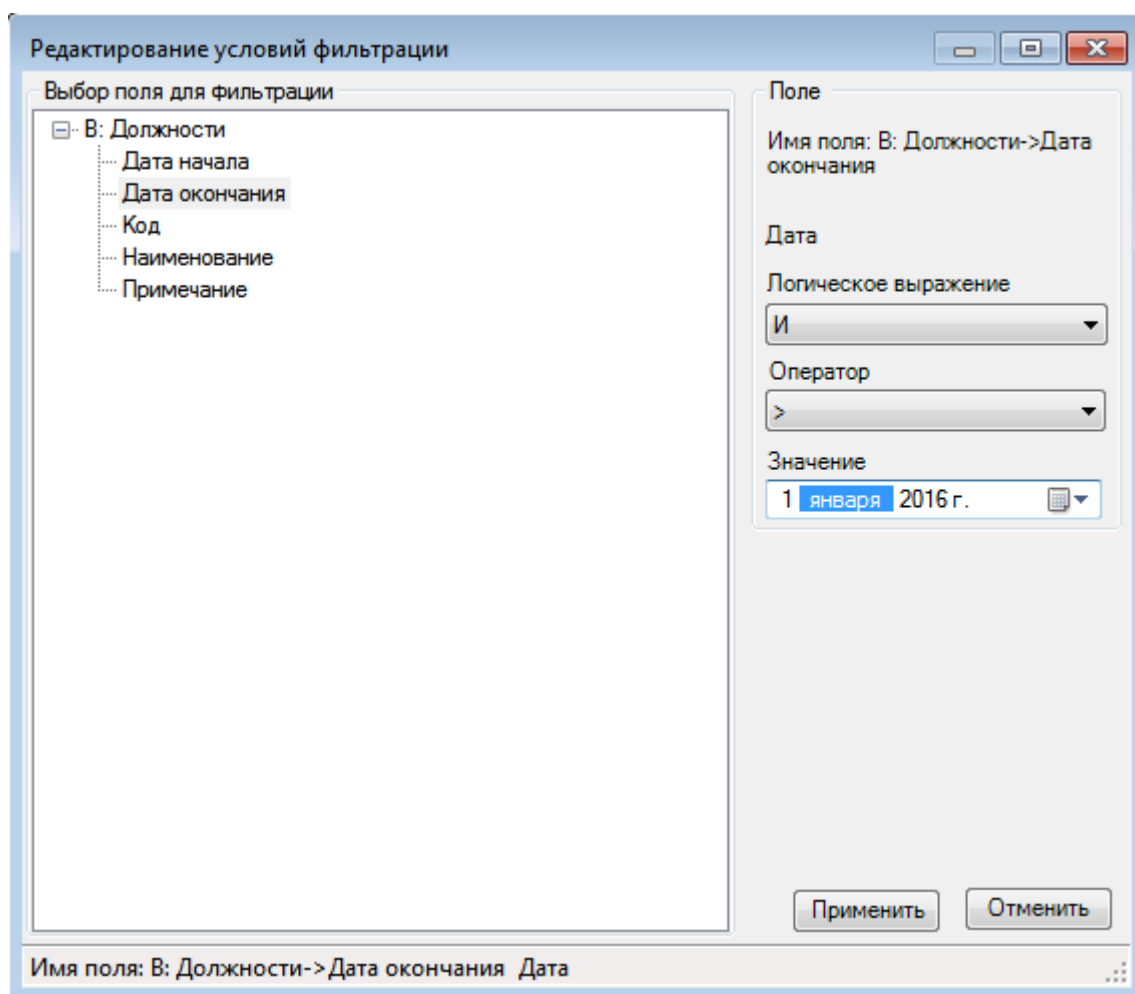 Редактирование условий фильтрации
Выбор поля для фильтрации
В: Должности
Дата начала
Дата окончания
Код
Наименование
Примечание
Поле
Имя поля: В: Должности->Дата
окончания
Дата
Логическое выражение
И
Оператор
>
Значение
1 января 2016 г.
Применить
Отменить
Имя поля: В: Должности->Дата окончания Дата